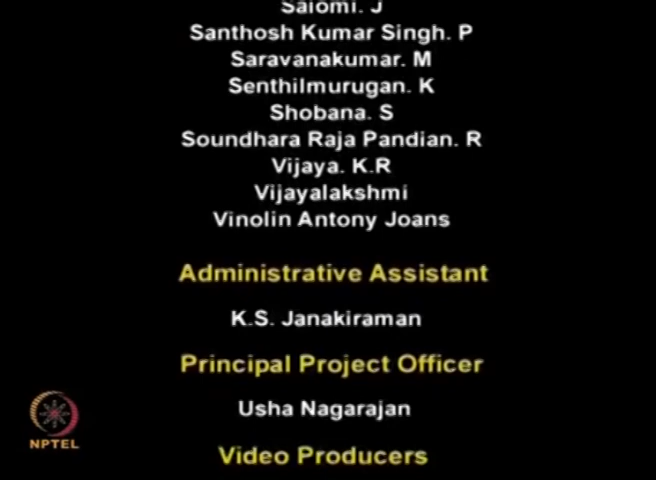 Salomi. J
Santhosh Kumar Singh. P
Saravanakumar. M
Senthilmurugan. K
Shobana. S
Soundhara Raja Pandian. R
Vijaya. K.R
Vijayalakshmi
Vinolin Antony Joans
Administrative Assistant
K.S. Janakiraman
Principal Project Officer
Usha Nagarajan
Video Producers
NPTEL